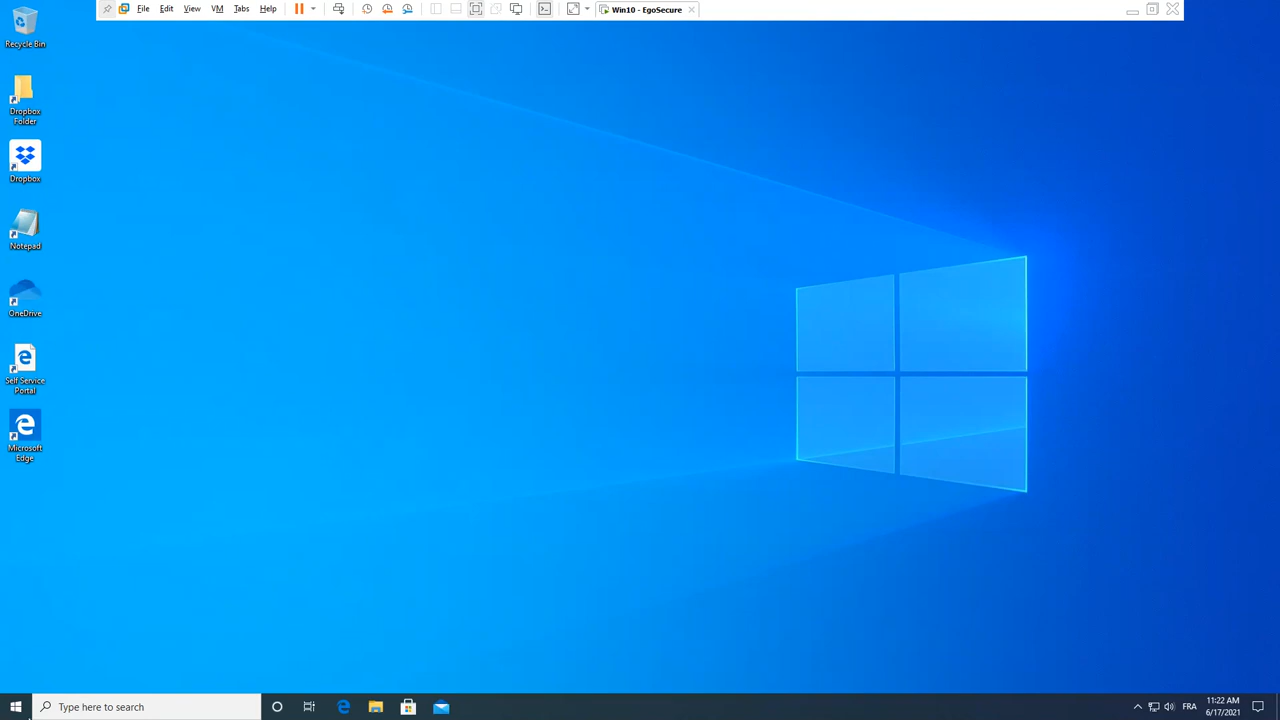 File Edit View VM Tabs Help
Win10 - EgoSecure
Recycle Bin
Dropbox
Folder
Dropbox
Notepad
OneDrive
Self Service
Portal
Microsoft
Edge
Type here to search
FRA
11:22 AM
6/17/2021